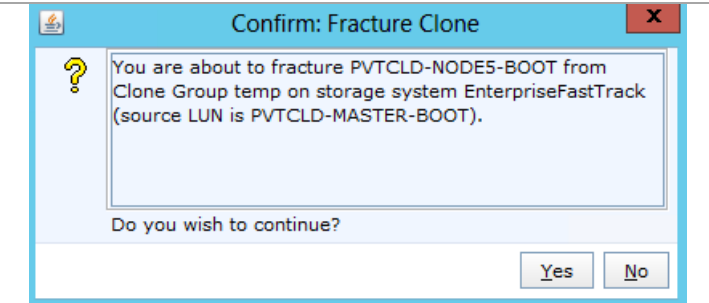 Confirm: Fracture Clone
X
You are about to fracture PVTCLD-NODE5-BOOT from
Clone Group temp on storage system EnterpriseFastTrack
(source LUN is PVTCLD-MASTER-BOOT).
Do you wish to continue?
Yes No